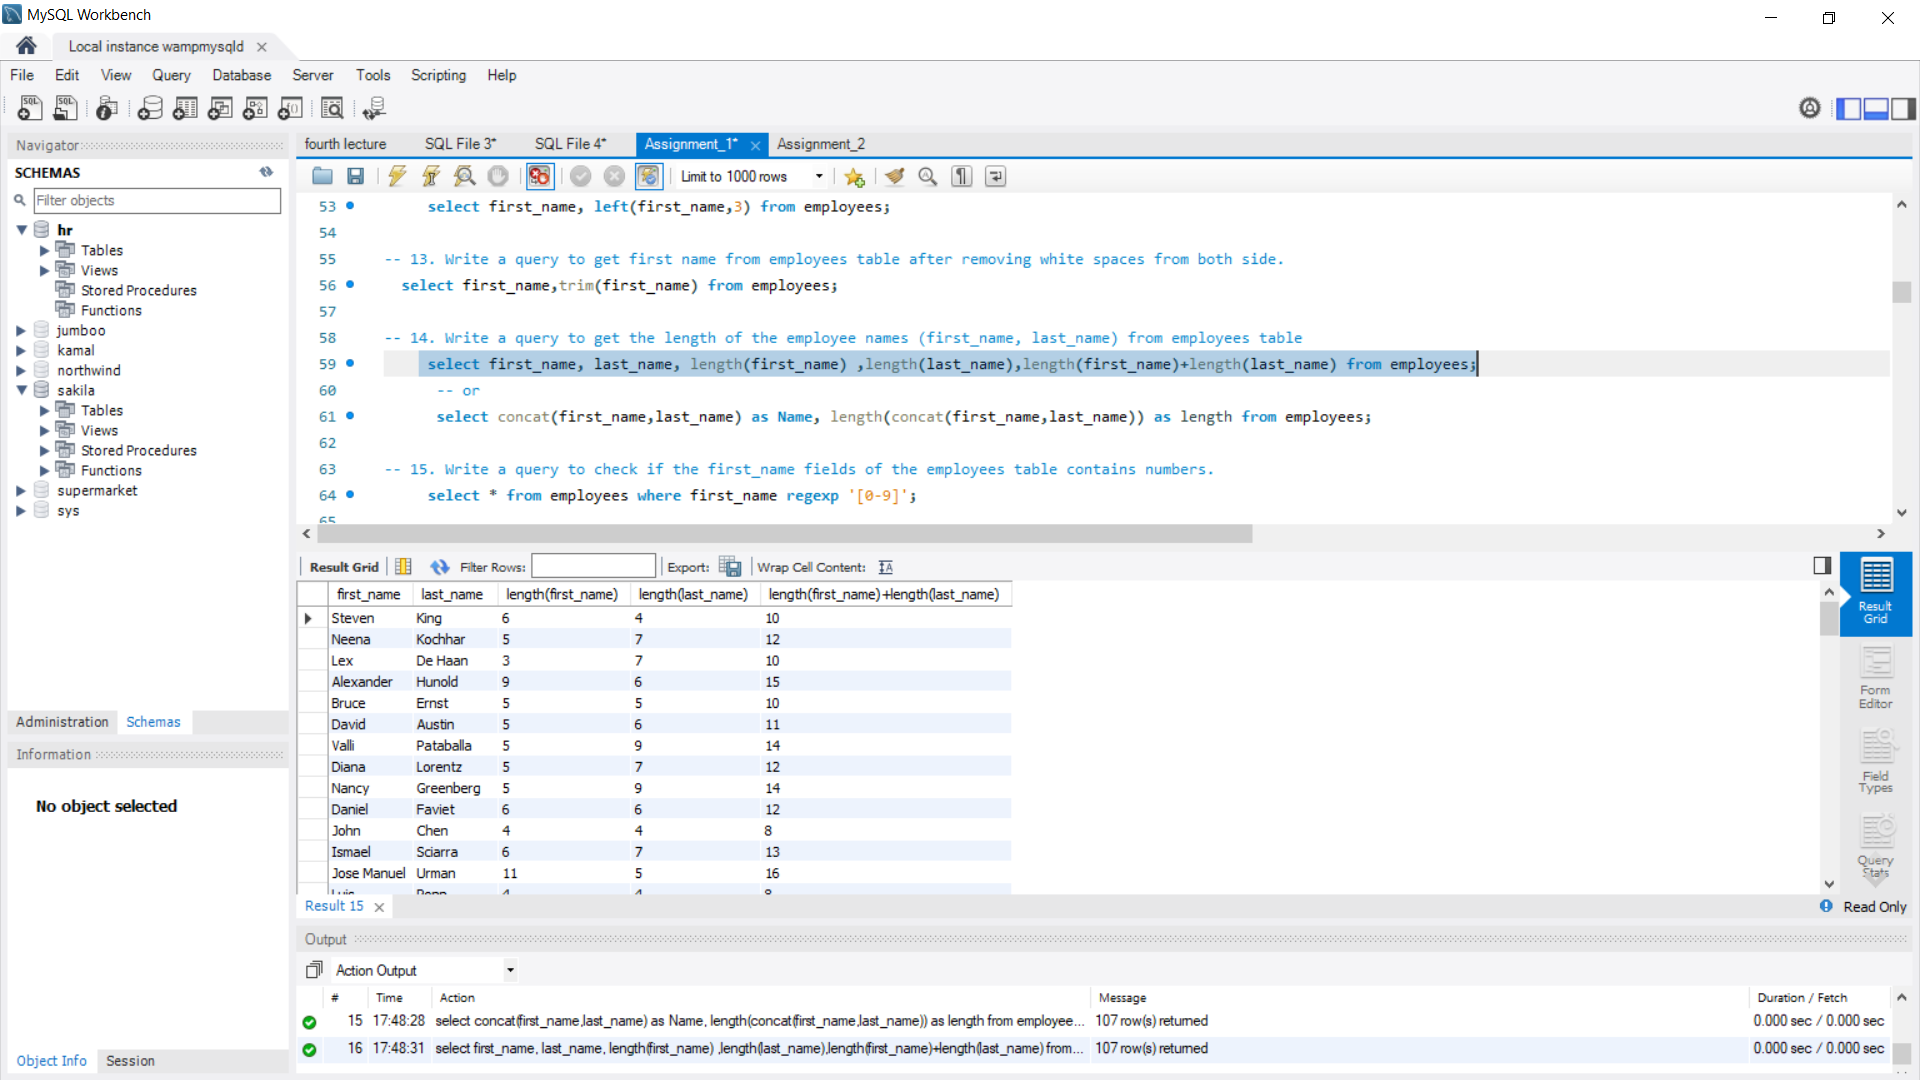 MySQL Workbench
Local instance wampmysqld
File Edit View Query Database Server Tools Scripting Help
Navigator
SCHEMAS
Filter objects
hr
Tables
Views
Stored Procedures
Functions
jumboo
kamal
northwind
sakila
Tables
Views
Stored Procedures
Functions
supermarket
sys
Administration Schemas
Information
No object selected
Object Info Session
fourth lecture SQL File 3* SQL File 4* Assignment_1* Assignment_2
Limit to 1000 rows
53 select first_name, left(first_name,3) from employees;
54
55 -- 13. Write a query to get first name from employees table after removing white spaces from both side.
56 select first_name,trim(first_name) from employees;
57
58 -- 14. Write a query to get the length of the employee names (first_name, last_name) from employees table
59 select first_name, last_name, length(first_name) ,length(last_name),length(first_name)+length(last_name) from employees;
60 -- or
61 select concat(first_name,last_name) as Name, length(concat(first_name,last_name)) as length from employees;
62
63 -- 15. Write a query to check if the first_name fields of the employees table contains numbers.
64 select * from employees where first_name regexp '[0-9]';
65
Result Grid Filter Rows: Export: Wrap Cell Content:
first_name last_name length(first_name) length(last_name) length(first_name)+length(last_name)
Steven King 6 4 10
Neena Kochhar 5 7 12
Lex De Haan 3 7 10
Alexander Hunold 9 6 15
Bruce Ernst 5 5 10
David Austin 5 6 11
Valli Pataballa 5 9 14
Diana Lorentz 5 7 12
Nancy Greenberg 5 9 14
Daniel Faviet 6 6 12
John Chen 4 4 8
Ismael Sciarra 6 7 13
Jose Manuel Urman 11 5 16
Result
Grid
Form
Editor
Field
Types
Query
Stats
Result 15
Read Only
Output
Action Output
# Time Action Message Duration / Fetch
15 17:48:28 select concat(first_name,last_name) as Name, length(concat(first_name,last_name)) as length from employee... 107 row(s) returned 0.000 sec / 0.000 sec
16 17:48:31 select first_name, last_name, length(first_name) ,length(last_name),length(first_name)+length(last_name) from... 107 row(s) returned 0.000 sec / 0.000 sec